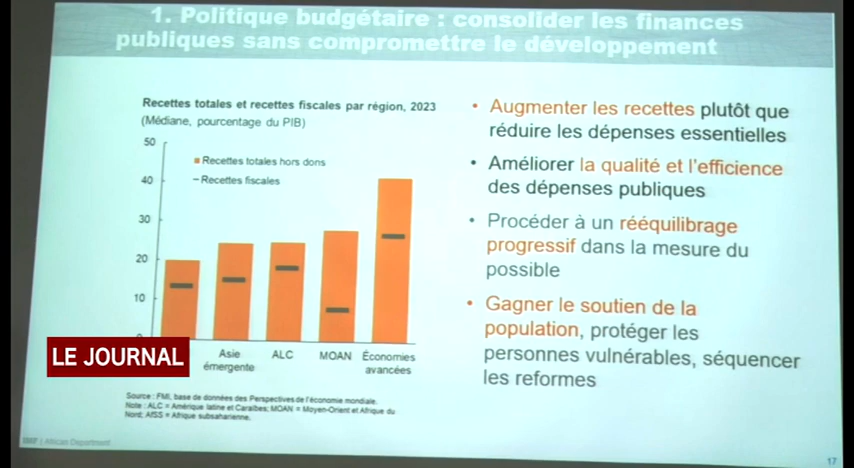 1. Politique budgétaire : consolider les finances
publiques sans compromettre le développement
Recettes totales et recettes fiscales par région, 2023
(Médiane, pourcentage du PIB)
50
40
30
20
10
0
Recettes totales hors dons
Recettes fiscales
Asie
émergente
ALC
MOAN
Économies
avancées
Source : FMI, base de données des Perspectives de l'économie mondiale.
Note : ALC = Amérique latine et Caraïbes; MOAN = Moyen-Orient et Afrique du
Nord; AfSS = Afrique subsaharienne.
• Augmenter les recettes plutôt que
réduire les dépenses essentielles
• Améliorer la qualité et l'efficience
des dépenses publiques
• Procéder à un rééquilibrage
progressif dans la mesure du
possible
• Gagner le soutien de la
population, protéger les
personnes vulnérables, séquencer
les reformes
LE JOURNAL
IMF | African Department
17